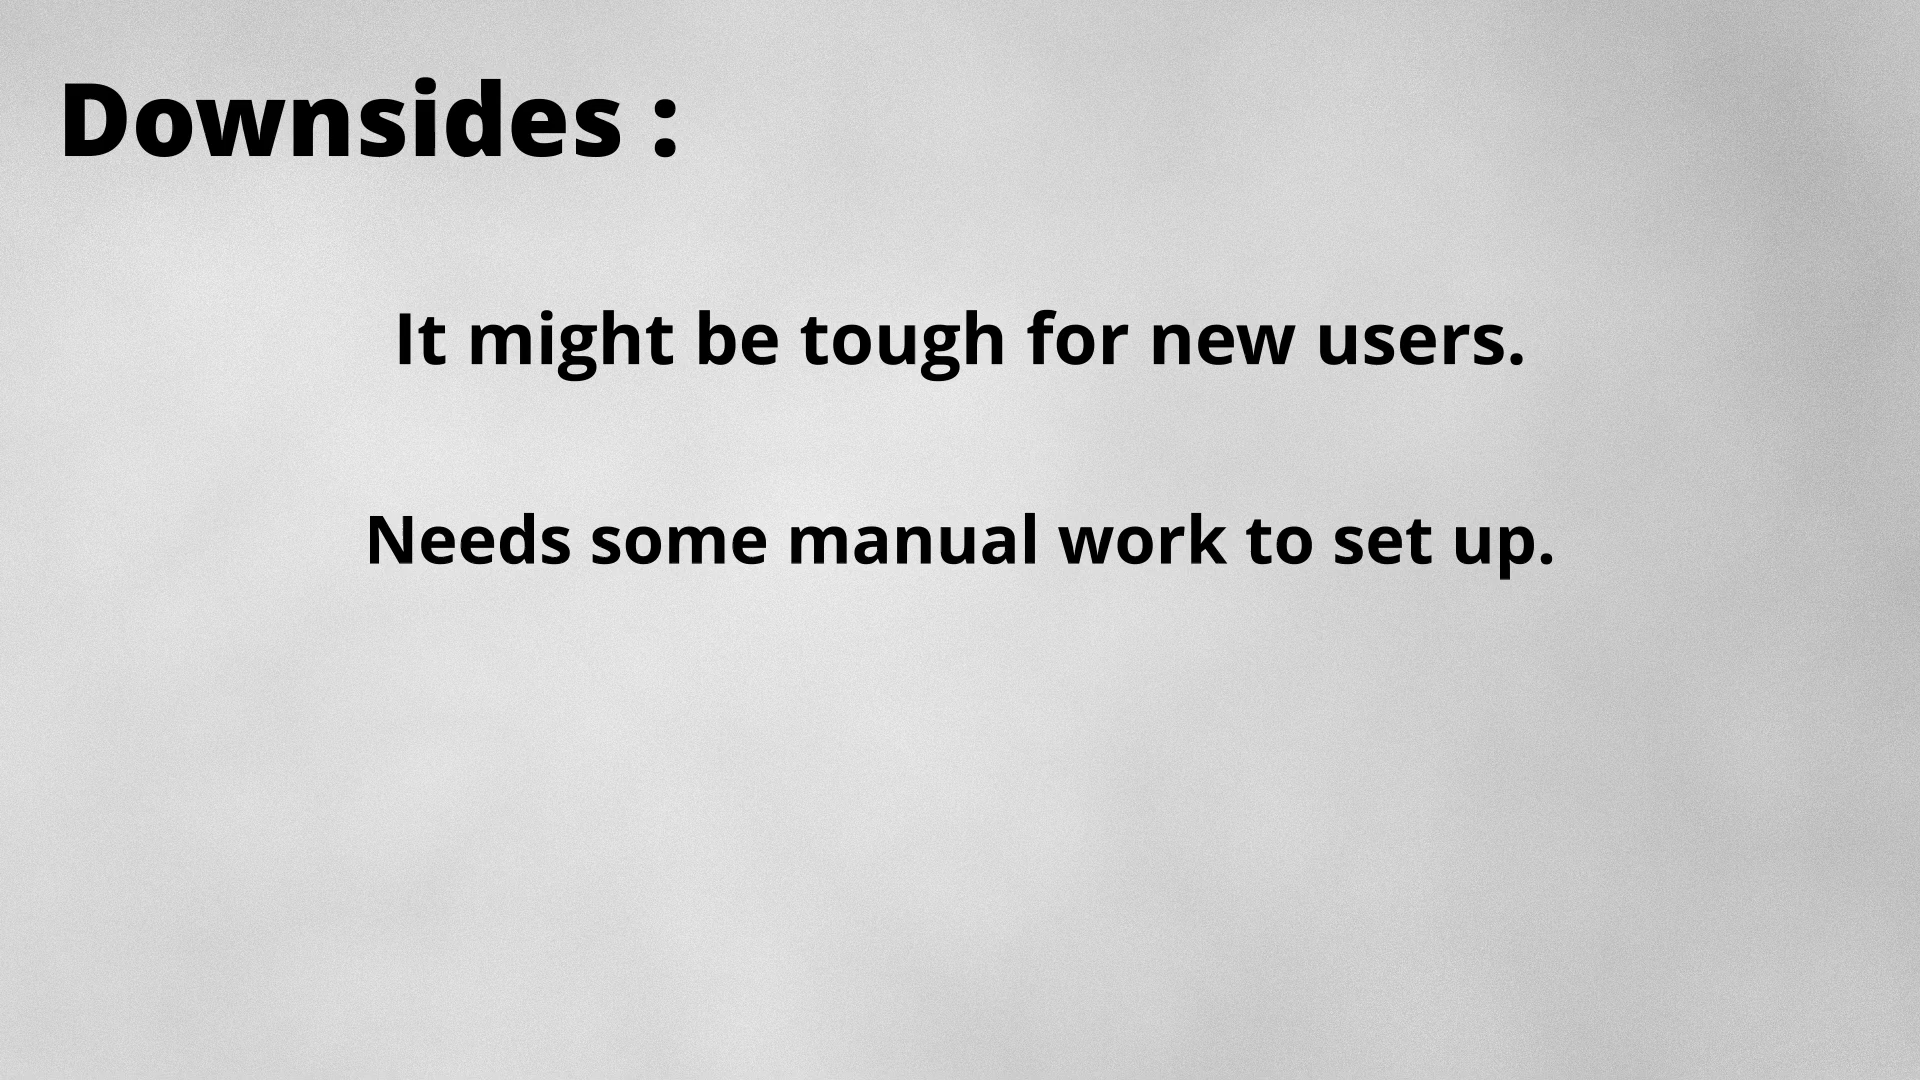 Downsides :
It might be tough for new users.
Needs some manual work to set up.